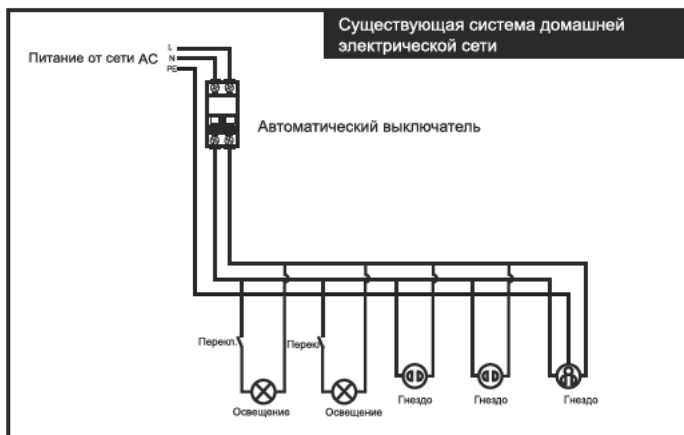 Существующая система домашней
электрической сети
Питание от сети AC
L
N
PE
Автоматический выключатель
Перекл.
Перекл
Освещение
Освещение
Гнездо
Гнездо
Гнездо